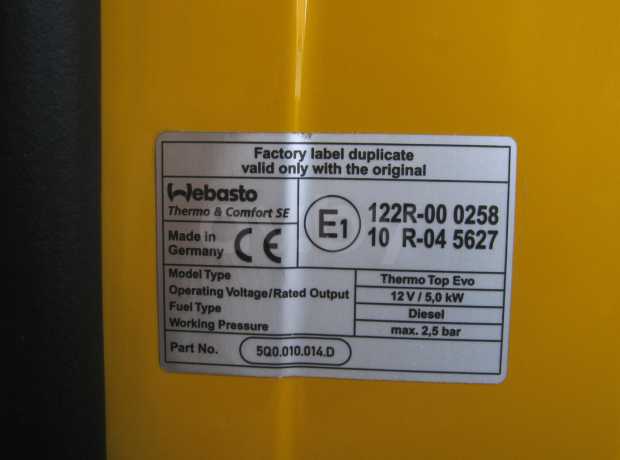 Factory label duplicate
valid only with the original
Webasto
Thermo & Comfort SE
Made in
Germany
CE
E1
122R-00 0258
10 R-04 5627
Model Type
Thermo Top Evo
Operating Voltage/Rated Output
12 V / 5,0 kW
Fuel Type
Diesel
Working Pressure
max. 2,5 bar
Part No.
5Q0.010.014.D